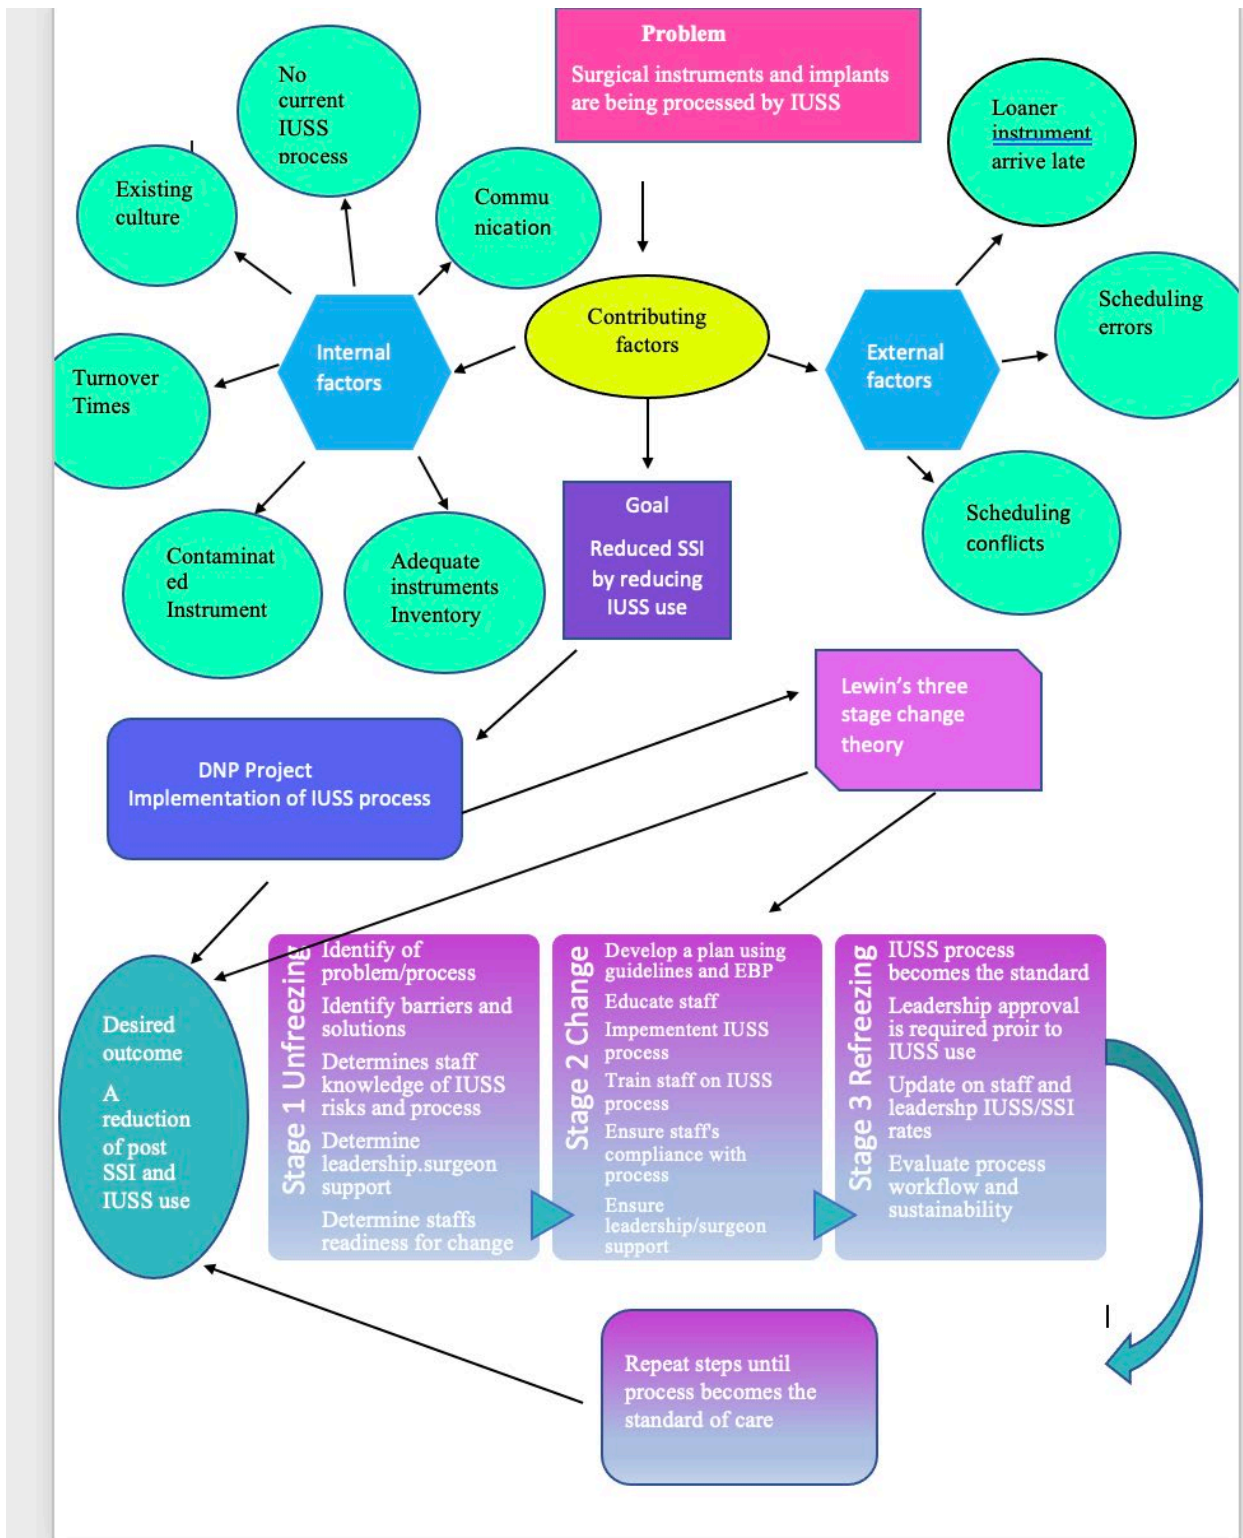 Problem
Surgical instruments and implants
are being processed by IUSS
No
current
IUSS
process
Loaner
instrument
arrive late
Existing
culture
Commu
nication
Contributing
factors
Scheduling
errors
Internal
factors
External
factors
Turnover
Times
Goal
Reduced SSI
by reducing
IUSS use
Scheduling
conflicts
Contaminat
ed
Instrument
Adequate
instruments
Inventory
Lewin's three
stage change
theory
DNP Project
Implementation of IUSS process
Desired
outcome
A
reduction
of post
SSI and
IUSS use
Stage 1 Unfreezing
Identify of
problem/process
Identify barriers and
solutions
Determines staff
knowledge of IUSS
risks and process
Determine
leadership.surgeon
support
Determine staffs
readiness for change
Stage 2 Change
Develop a plan using
guidelines and EBP
Educate staff
Impementent IUSS
process
Train staff on IUSS
process
Ensure staff's
compliance with
process
Ensure
leadership/surgeon
support
Stage 3 Refreezing
IUSS process
becomes the standard
Leadership approval
is required proir to
IUSS use
Update on staff and
leadershp IUSS/SSI
rates
Evaluate process
workflow and
sustainability
Repeat steps until
process becomes the
standard of care